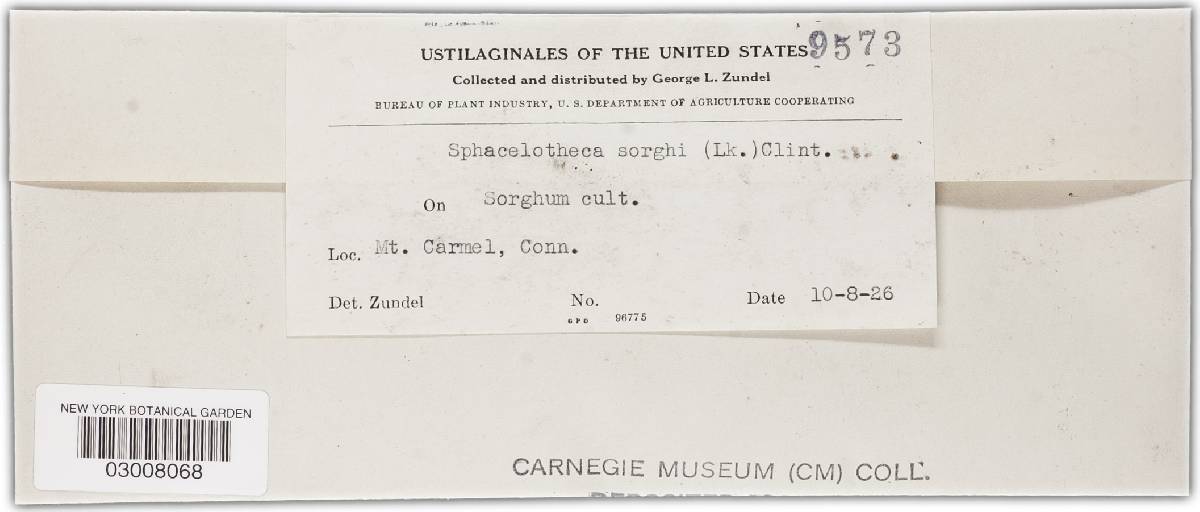 USTILAGINALES OF THE UNITED STATES 9573
Collected and distributed by George L. Zundel
BUREAU OF PLANT INDUSTRY, U. S. DEPARTMENT OF AGRICULTURE COOPERATING
Sphacelotheca sorghi (Lk.)Clint.
On Sorghum cult.
Loc. Mt. Carmel, Conn.
Det. Zundel No. Date 10-8-26
GPO 96775
NEW YORK BOTANICAL GARDEN
03008068
CARNEGIE MUSEUM (CM) COLL.